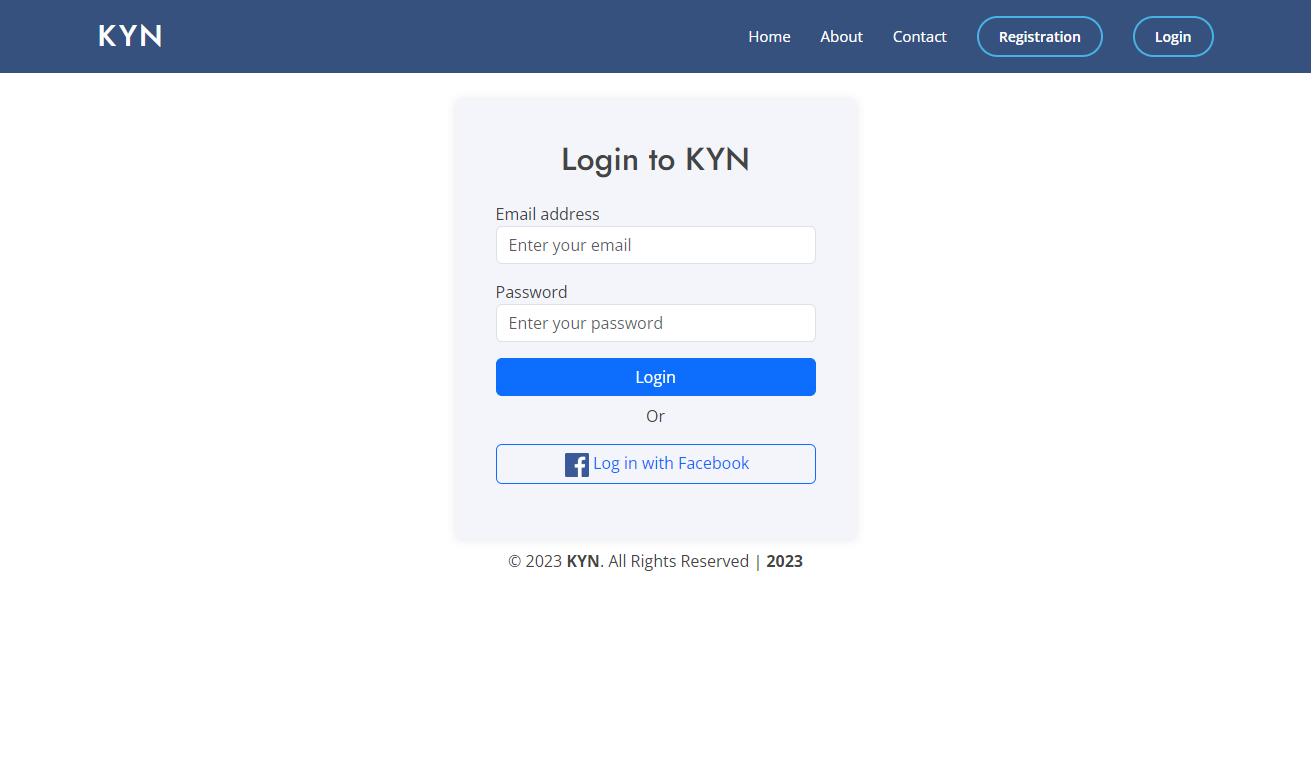 KYN
Home About Contact Registration Login
Login to KYN
Email address
Enter your email
Password
Enter your password
Login
Or
Log in with Facebook
© 2023 KYN. All Rights Reserved | 2023